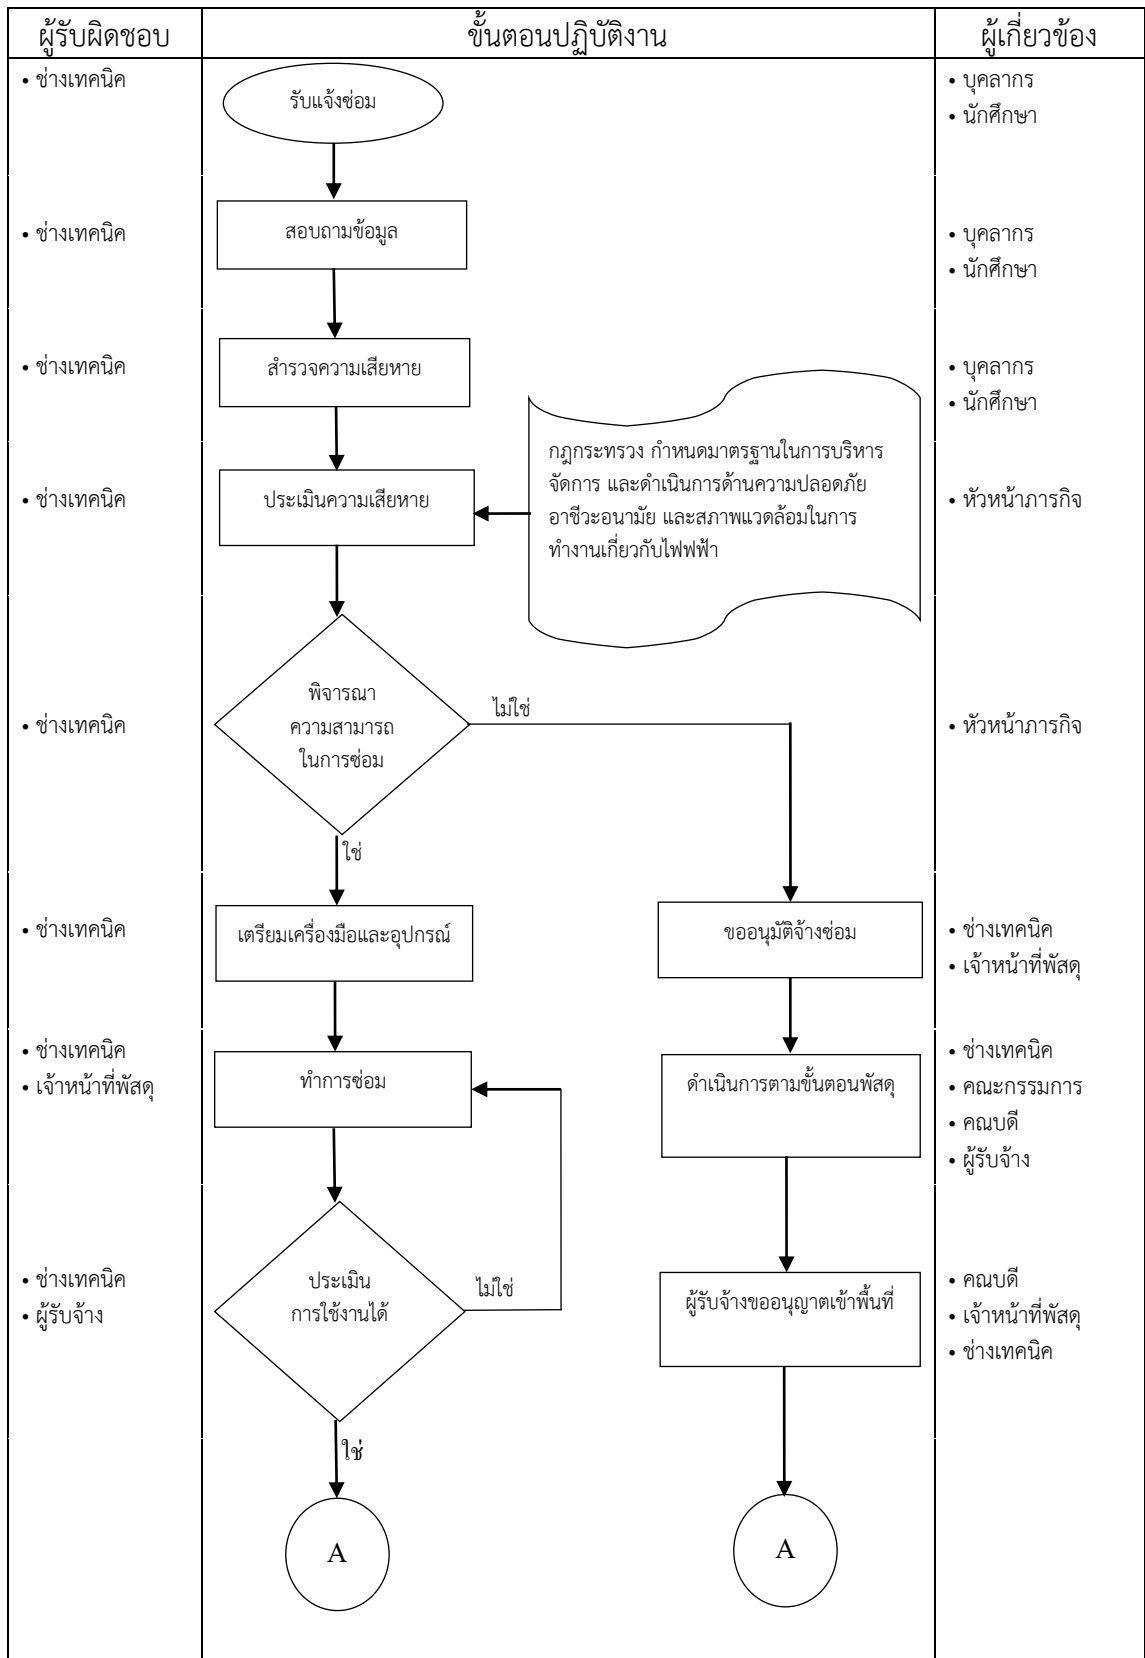 ผู้รับผิดชอบ
ขั้นตอนปฏิบัติงาน
ผู้เกี่ยวข้อง
• ช่างเทคนิค
รับแจ้งซ่อม
• บุคลากร
• นักศึกษา
• ช่างเทคนิค
สอบถามข้อมูล
• บุคลากร
• นักศึกษา
• ช่างเทคนิค
สำรวจความเสียหาย
• บุคลากร
• นักศึกษา
กฎกระทรวง กำหนดมาตรฐานในการบริหาร
จัดการ และดำเนินการด้านความปลอดภัย
อาชีวะอนามัย และสภาพแวดล้อมในการ
ทำงานเกี่ยวกับไฟฟฟ้า
• ช่างเทคนิค
ประเมินความเสียหาย
• หัวหน้าภารกิจ
• ช่างเทคนิค
พิจารณา
ความสามารถ
ในการซ่อม
ไม่ใช่
• หัวหน้าภารกิจ
ใช่
• ช่างเทคนิค
เตรียมเครื่องมือและอุปกรณ์
ขออนุมัติจ้างซ่อม
• ช่างเทคนิค
• เจ้าหน้าที่พัสดุ
• ช่างเทคนิค
• เจ้าหน้าที่พัสดุ
ทำการซ่อม
ดำเนินการตามขั้นตอนพัสดุ
• ช่างเทคนิค
• คณะกรรมการ
• คณบดี
• ผู้รับจ้าง
• ช่างเทคนิค
• ผู้รับจ้าง
ประเมิน
การใช้งานได้
ไม่ใช่
ผู้รับจ้างขออนุญาตเข้าพื้นที่
• คณบดี
• เจ้าหน้าที่พัสดุ
• ช่างเทคนิค
ใช่
A
A